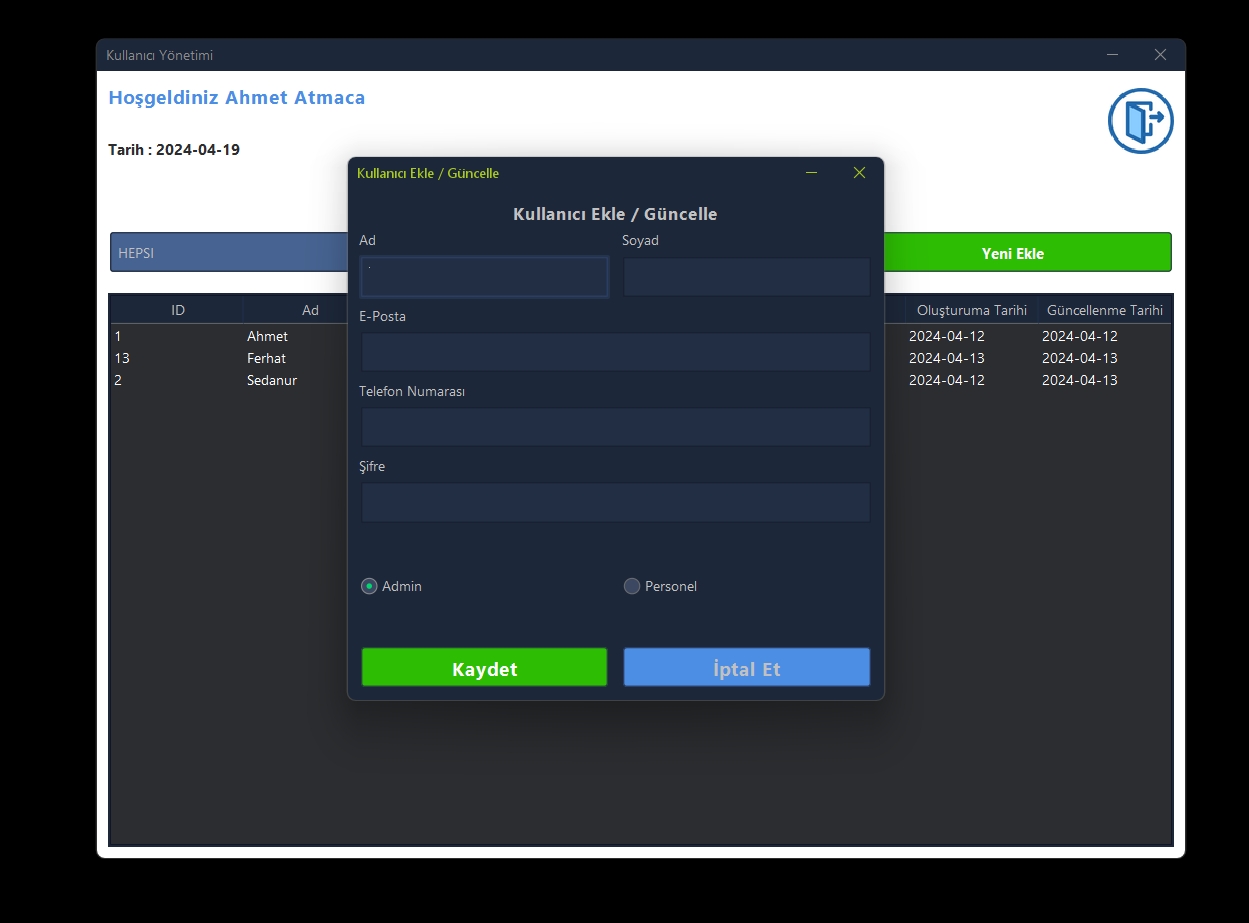 Kullanıcı Yönetimi
Hoşgeldiniz Ahmet Atmaca
Tarih : 2024-04-19
Kullanıcı Ekle / Güncelle
Kullanıcı Ekle / Güncelle
Ad Soyad
E-Posta
Telefon Numarası
Şifre
Admin Personel
Kaydet İptal Et
HEPSI Yeni Ekle
ID Ad Oluşturuma Tarihi Güncellenme Tarihi
1 Ahmet 2024-04-12 2024-04-12
13 Ferhat 2024-04-13 2024-04-13
2 Sedanur 2024-04-12 2024-04-13